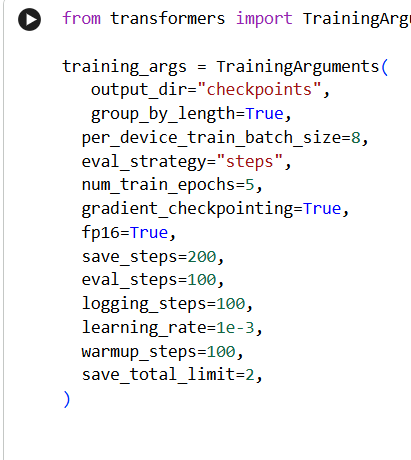 from transformers import TrainingArgu
training_args = TrainingArguments(
output_dir="checkpoints",
group_by_length=True,
per_device_train_batch_size=8,
eval_strategy="steps",
num_train_epochs=5,
gradient_checkpointing=True,
fp16=True,
save_steps=200,
eval_steps=100,
logging_steps=100,
learning_rate=1e-3,
warmup_steps=100,
save_total_limit=2,
)